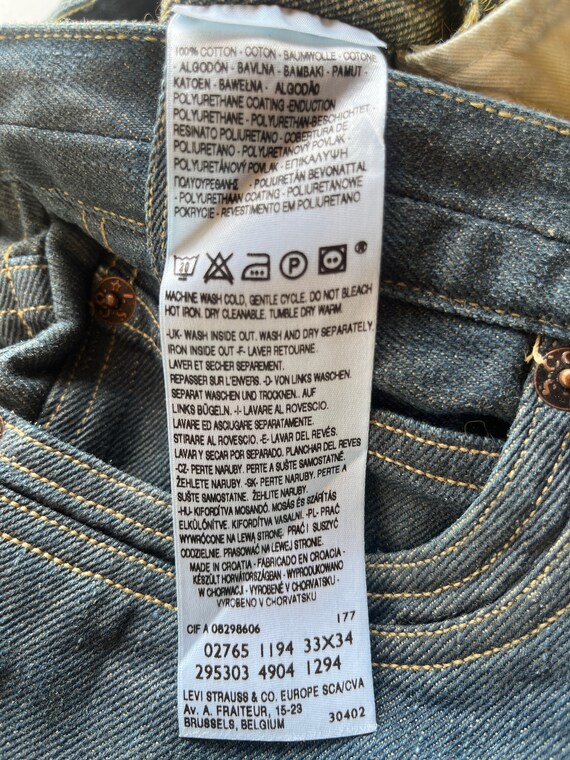 100% COTTON - COTON - BAUMWOLLE - COTONE
- ALGODÓN - BAVLNA - BAMBAKI - PAMUT -
KATOEN - BAWEŁNA - ALGODÃO
POLYURETHANE COATING -ENDUCTION
POLYURETHANE - POLYURETHAN-BESCHICHTET -
RESINATO POLIURETANO - COBERTURA DE
POLIURETANO - POLYURETANOVÝ POVLAK -
POLYURETÁNOVÝ POVLAK - ΕΠΙΚΑΛΥΨΗ
ΠΟΛΥΟΥΡΕΘΑΝΗΣ - POLIURETÁN BEVONATTAL
- POLYURETHAAN COATING - POLIURETANOWE
POKRYCIE - REVESTIMENTO EM POLIURETANO
®
MACHINE WASH COLD, GENTLE CYCLE. DO NOT BLEACH
HOT IRON. DRY CLEANABLE. TUMBLE DRY WARM.
-UK- WASH INSIDE OUT. WASH AND DRY SEPARATELY.
IRON INSIDE OUT -F- LAVER RETOURNE.
LAVER ET SECHER SEPAREMENT.
REPASSER SUR L'ENVERS. -D- VON LINKS WASCHEN.
SEPARAT WASCHEN UND TROCKNEN.. AUF
LINKS BÜGELN. -I- LAVARE AL ROVESCIO.
LAVARE ED ASCIUGARE SEPARATAMENTE.
STIRARE AL ROVESCIO. -E- LAVAR DEL REVÉS.
LAVAR Y SECAR POR SEPARADO. PLANCHAR DEL REVES
-CZ- PERTE NARUBY. PERTE A SUŠTE SAMOSTATNĚ.
ŽEHLETE NARUBY. -SK- PERTE NARUBY. PERTE A
SUŠTE SAMOSTATNE. ŽEHLITE NARUBY.
-HU- KIFORDÍTVA MOSANDÓ. MOSÁS ÉS SZÁRÍTÁS
ELKÜLÖNÍTVE. KIFORDÍTVA VASALNI. -PL- PRAĆ
WYWRÓCONE NA LEWĄ STRONĘ. PRAĆ I SUSZYĆ
ODDZIELNIE. PRASOWAĆ NA LEWEJ STRONIE.
MADE IN CROATIA - FABRICADO EN CROACIA -
KÉSZÜLT HORVÁTORSZÁGBAN - WYPRODUKOWANO
W CHORWACJI - VYROBENÉ V CHORVATSKU -
VYROBENO V CHORVATSKU
177
CIF A 08298606
02765 1194 33X34
295303 4904 1294
LEVI STRAUSS & CO. EUROPE SCA/CVA
Av. A. FRAITEUR, 15-23
BRUSSELS, BELGIUM 30402